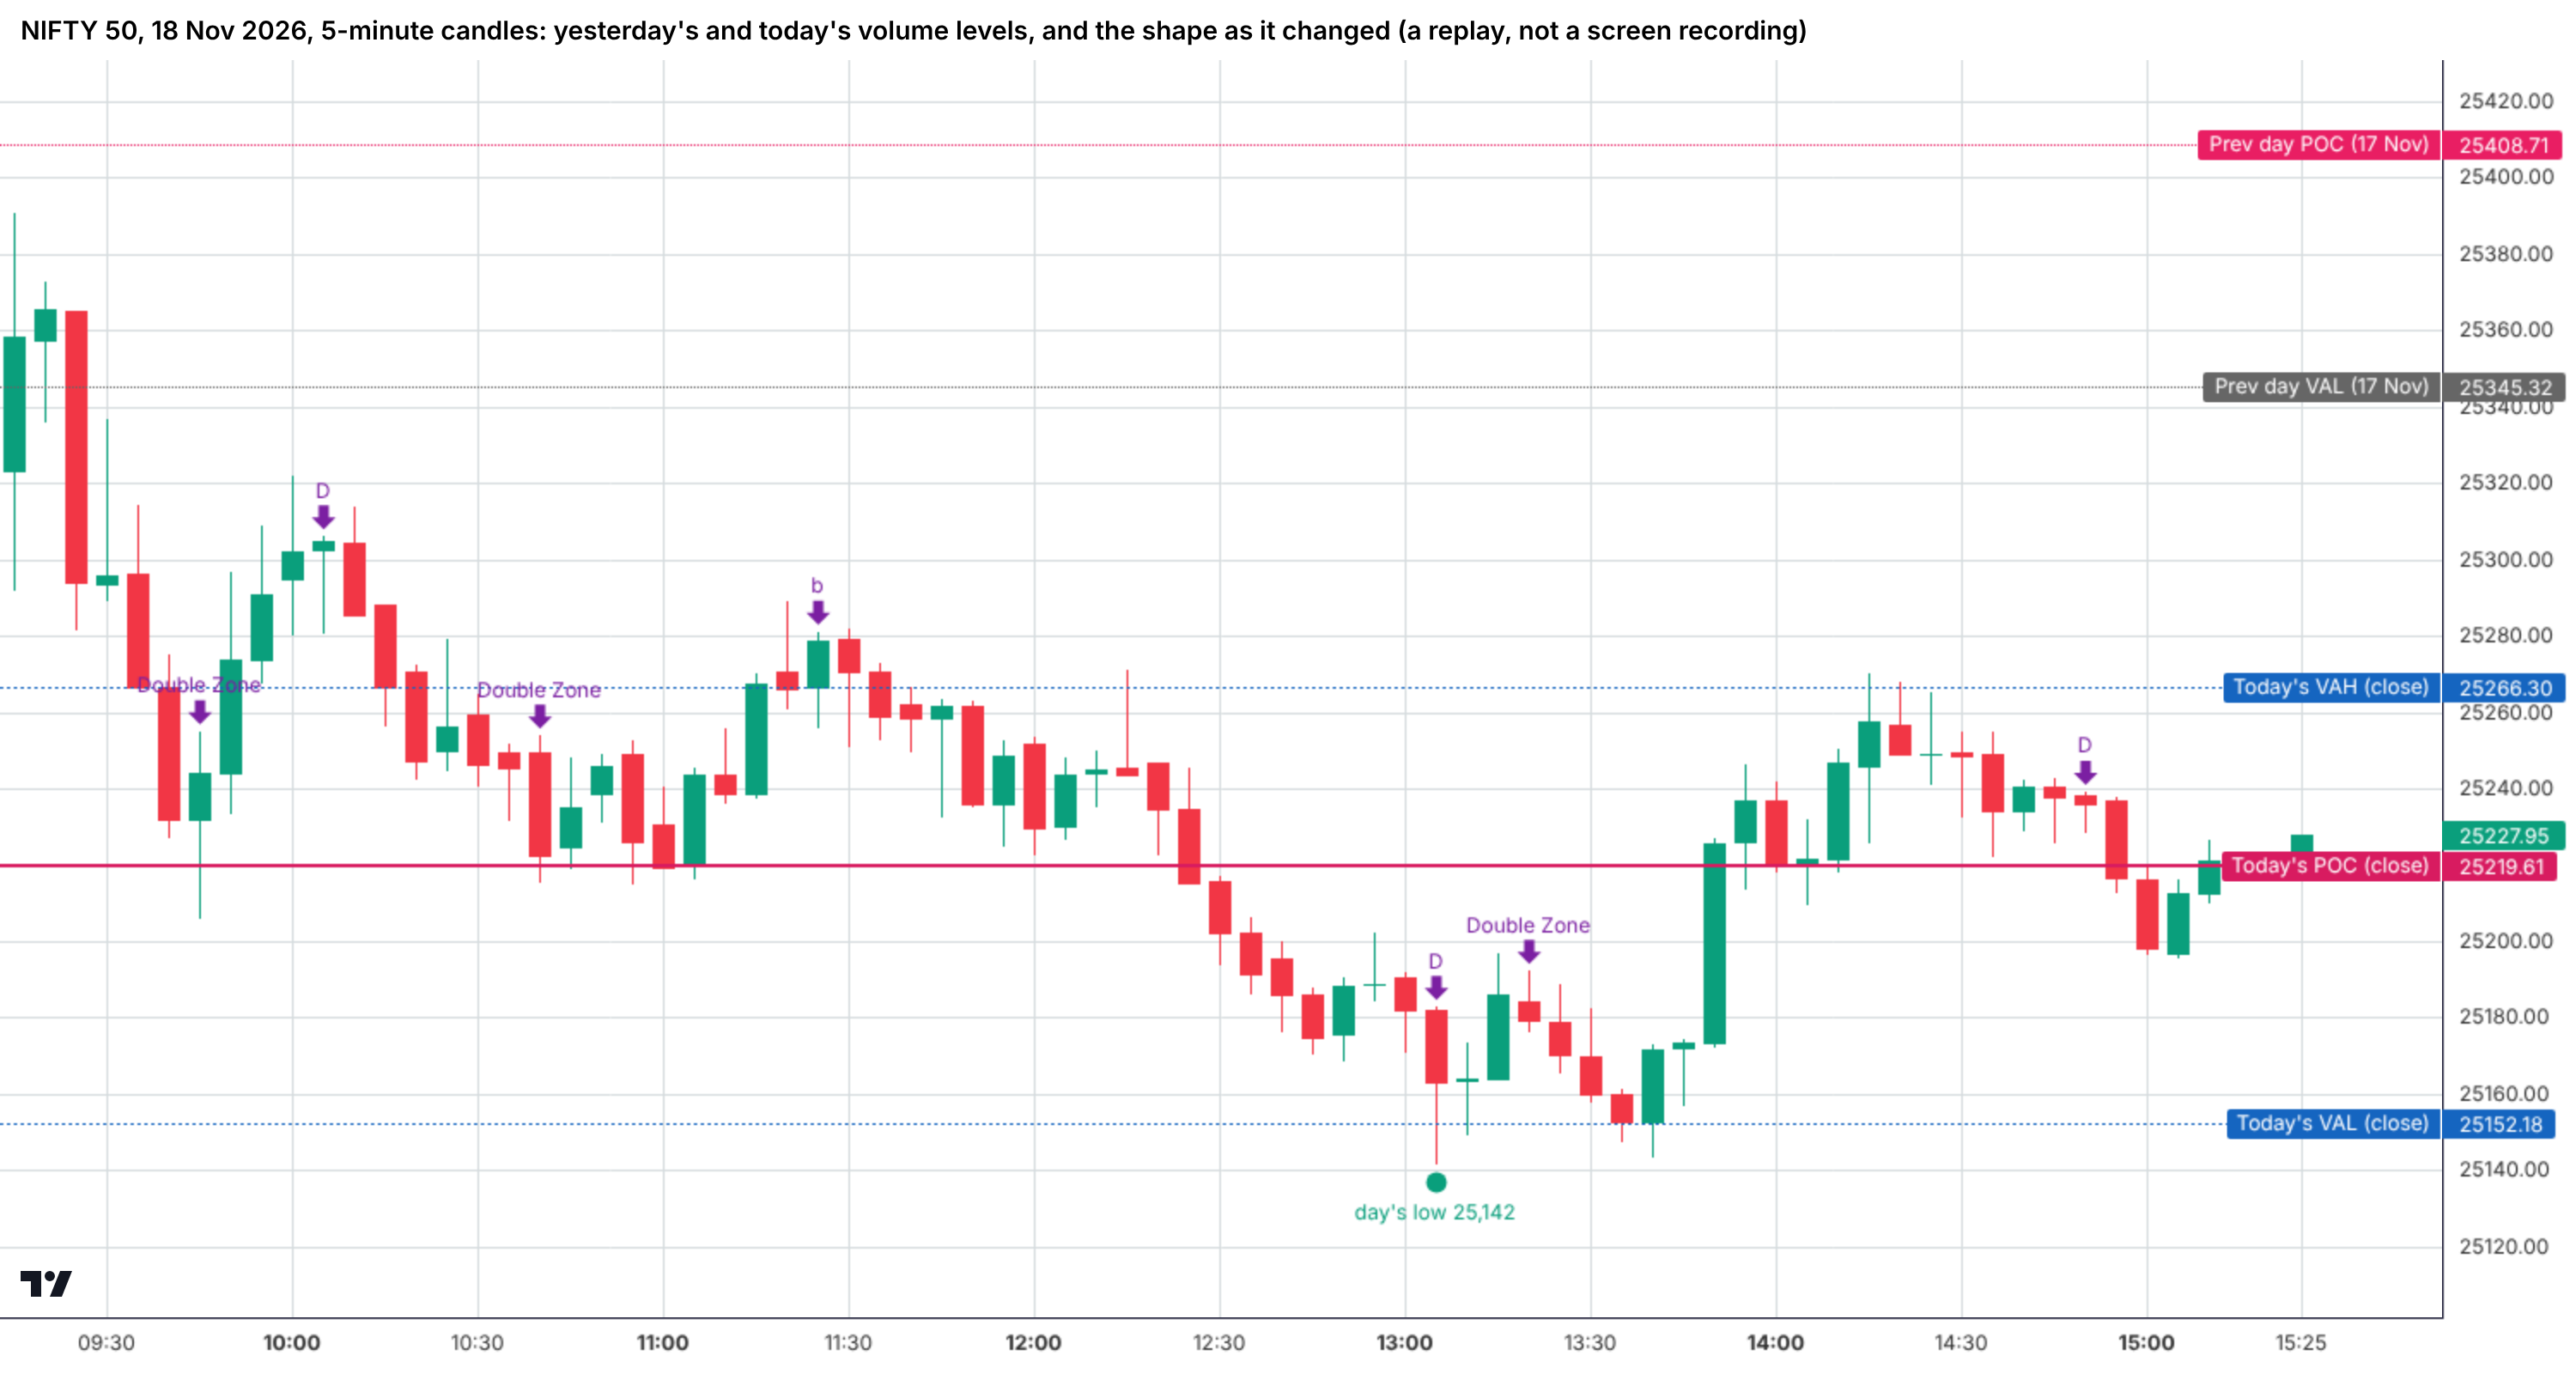 NIFTY 50, 18 Nov 2026, 5-minute candles: yesterday's and today's volume levels, and the shape as it changed (a replay, not a screen recording)
25420.00
Prev day POC (17 Nov) 25408.71
25400.00
25380.00
25360.00
Prev day VAL (17 Nov) 25345.32
25340.00
D
25320.00
25300.00
b
25280.00
Double Zone
Double Zone
Today's VAH (close) 25266.30
25260.00
D
25240.00
25227.95
Today's POC (close) 25219.61
Double Zone
25200.00
D
25180.00
25160.00
Today's VAL (close) 25152.18
25140.00
day's low 25,142
25120.00
09:30 10:00 10:30 11:00 11:30 12:00 12:30 13:00 13:30 14:00 14:30 15:00 15:25